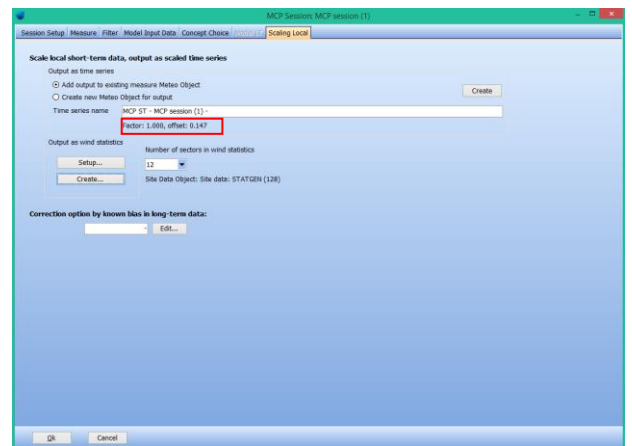 MCP Session: MCP session (1)
Session Setup Measure Filter Model Input Data Concept Choice Scaling Local
Scale local short-term data, output as scaled time series
Output as time series
Add output to existing measure Meteo Object
Create
Create new Meteo Object for output
Time series name MCP ST - MCP session (1) -
Factor: 1.000, offset: 0.147
Output as wind statistics
Number of sectors in wind statistics
Setup...
12
Create...
Site Data Object: Site data: STATGEN (128)
Correction option by known bias in long-term data:
Edit...
Ok Cancel